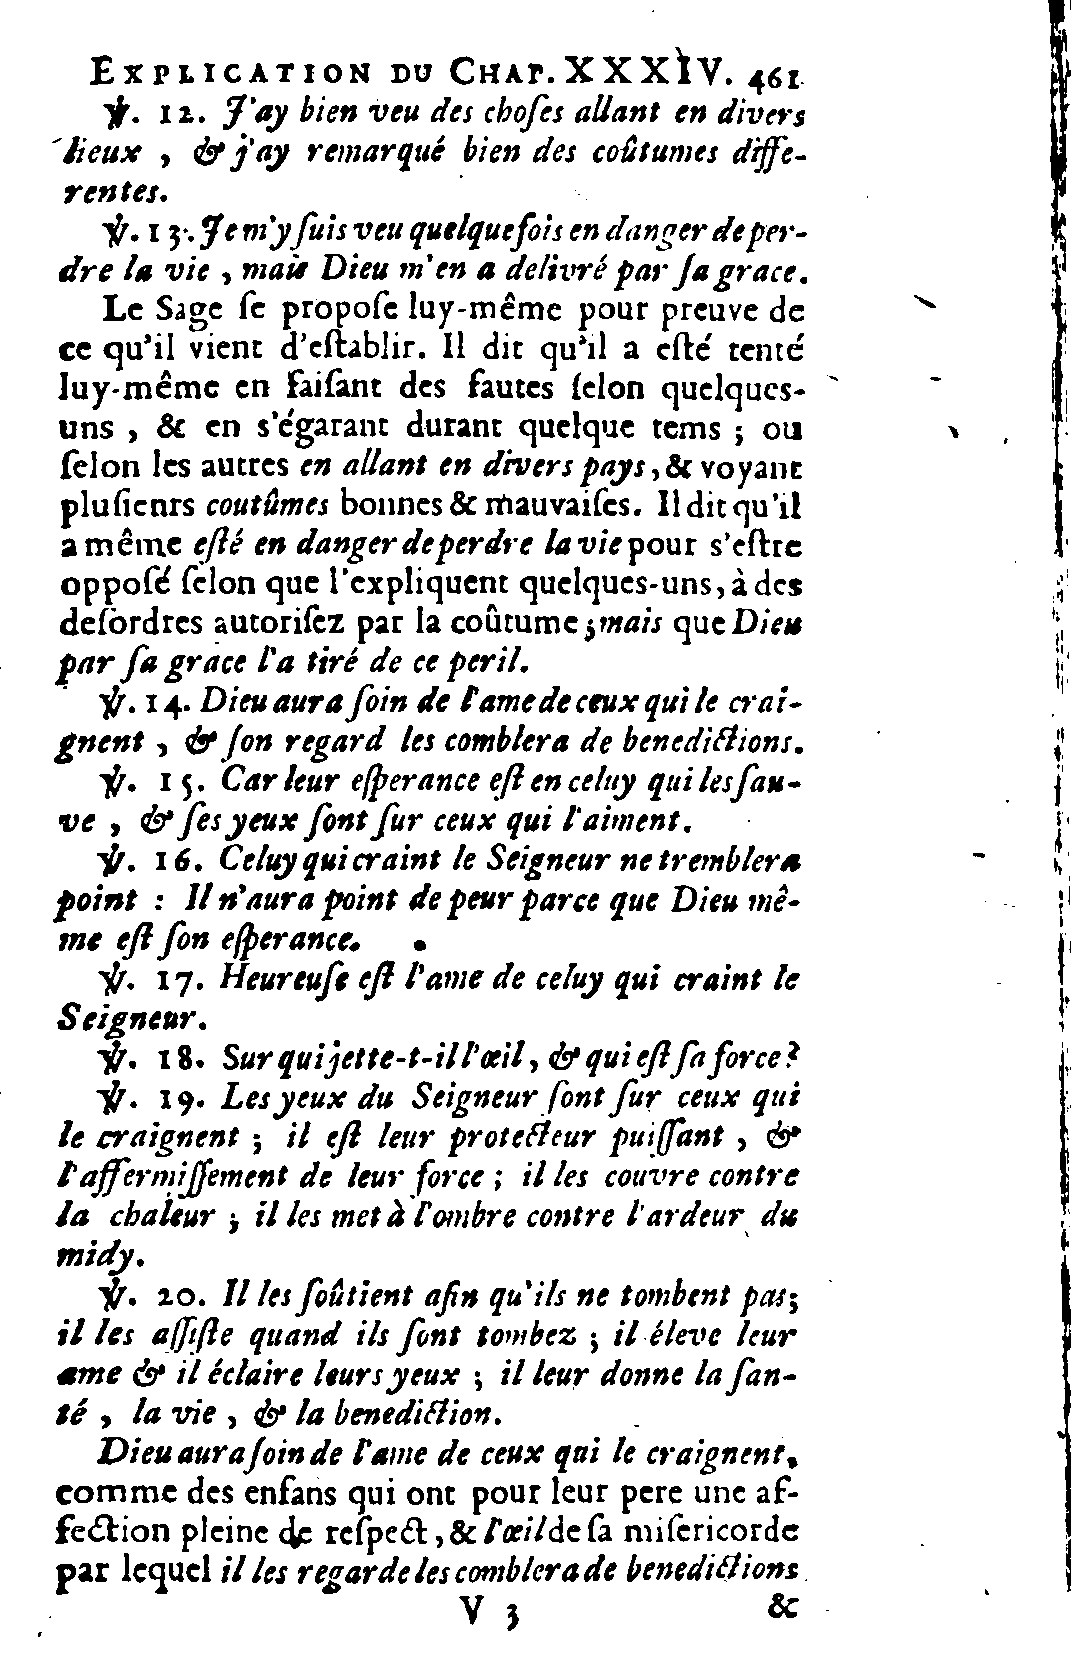 EXPLICATION DU CHAP. XXXIV. 461
℣. 12. J'ay bien veu des choſes allant en divers
lieux , & j'ay remarqué bien des coûtumes diffe-
rentes.
℣. 13. Je m'y ſuis veu quelquefois en danger de per-
dre la vie , mais Dieu m'en a delivré par ſa grace.
Le Sage ſe propoſe luy-même pour preuve de
ce qu'il vient d'eſtablir. Il dit qu'il a eſté tenté
luy-même en faiſant des fautes ſelon quelques-
uns , & en s'égarant durant quelque tems ; ou
ſelon les autres en allant en divers pays, & voyant
pluſienrs coutûmes bonnes & mauvaiſes. Il dit qu'il
a même eſté en danger de perdre la vie pour s'eſtre
oppoſé ſelon que l'expliquent quelques-uns, à des
deſordres autoriſez par la coûtume ; mais que Dieu
par ſa grace l'a tiré de ce peril.
℣. 14. Dieu aura ſoin de l'ame de ceux qui le crai-
gnent , & ſon regard les comblera de benedictions.
℣. 15. Car leur eſperance eſt en celuy qui les ſau-
ve , & ſes yeux ſont ſur ceux qui l'aiment.
℣. 16. Celuy qui craint le Seigneur ne tremblera
point : Il n'aura point de peur parce que Dieu mê-
me eſt ſon eſperance.
℣. 17. Heureuſe eſt l'ame de celuy qui craint le
Seigneur.
℣. 18. Sur qui jette-t-il l'œil, & qui eſt ſa force?
℣. 19. Les yeux du Seigneur ſont ſur ceux qui
le craignent ; il eſt leur protecteur puiſſant , &
l'affermiſſement de leur force ; il les couvre contre
la chaleur ; il les met à l'ombre contre l'ardeur du
midy.
℣. 20. Il les ſoûtient afin qu'ils ne tombent pas;
il les aſſiſte quand ils ſont tombez ; il éleve leur
ame & il éclaire leurs yeux ; il leur donne la ſan-
té , la vie , & la benediction.
Dieu aura ſoin de l'ame de ceux qui le craignent,
comme des enfans qui ont pour leur pere une af-
fection pleine de reſpect, & l'œil de ſa miſericorde
par lequel il les regarde les comblera de benedictions
V 3 &